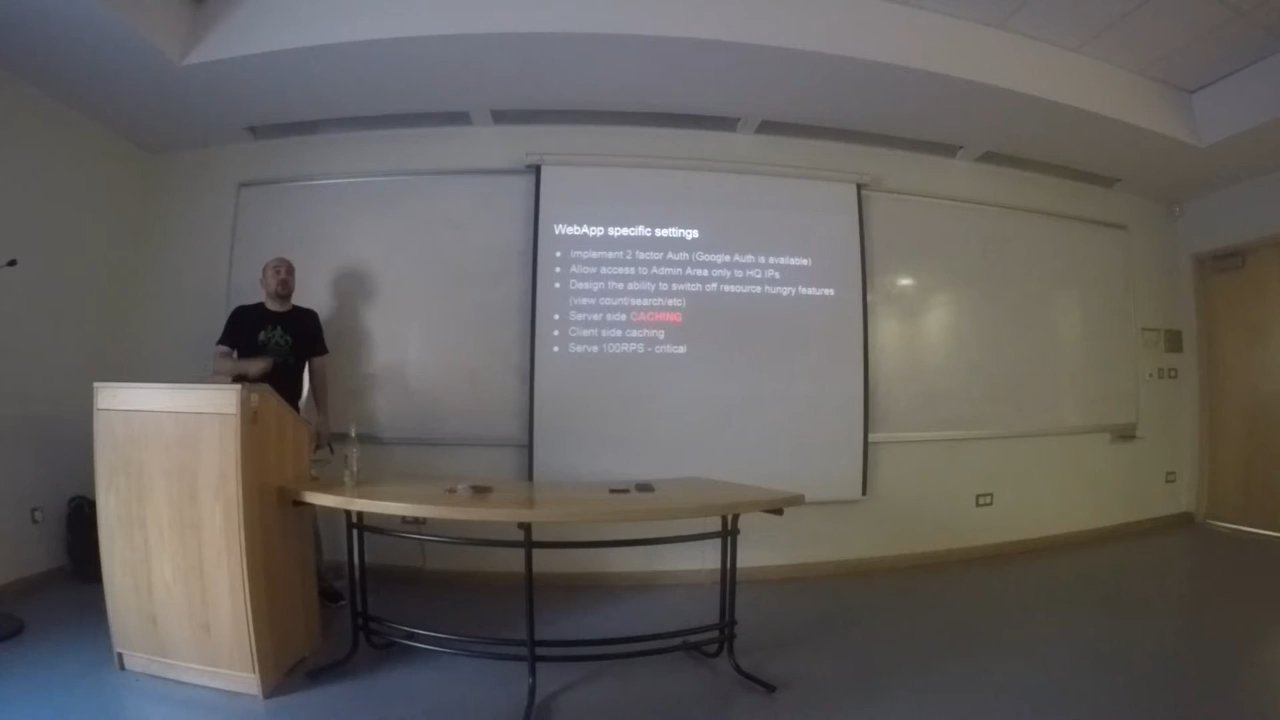 WebApp specific settings
● Implement 2 factor Auth (Google Auth is available)
● Allow access to Admin Area only to HQ IPs
● Design the ability to switch off resource hungry features
(view count/search/etc)
● Server side CACHING
● Client side caching
● Serve 100RPS - critical